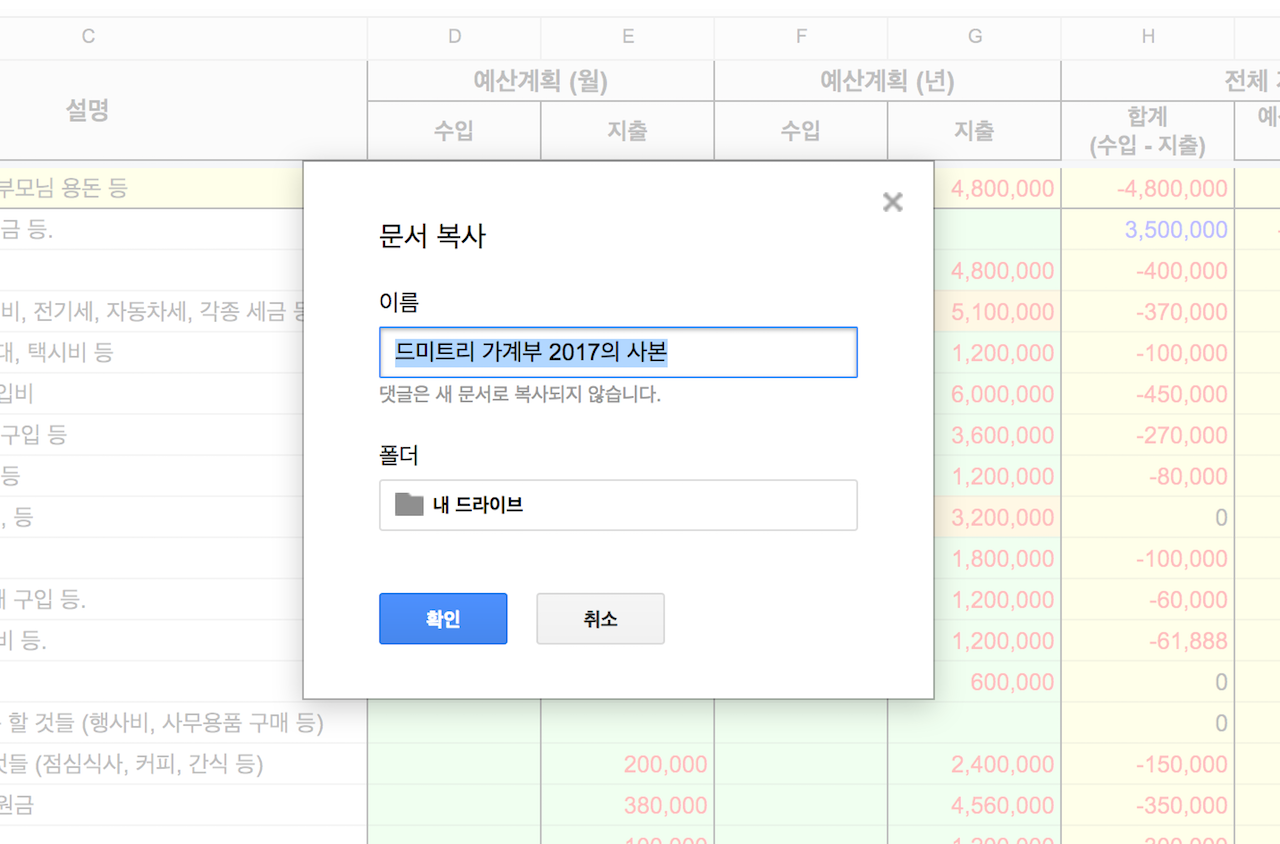 C D E F G H
설명 예산계획 (월) 예산계획 (년) 전체
수입 지출 수입 지출 합계
(수입 - 지출)
부모님 용돈 등 4,800,000 -4,800,000
금 등. 3,500,000
4,800,000 -400,000
비, 전기세, 자동차세, 각종 세금 등 5,100,000 -370,000
대, 택시비 등 1,200,000 -100,000
입비 6,000,000 -450,000
구입 등 3,600,000 -270,000
등 1,200,000 -80,000
, 등 3,200,000 0
1,800,000 -100,000
구입 등. 1,200,000 -60,000
비 등. 1,200,000 -61,888
600,000 0
할 것들 (행사비, 사무용품 구매 등) 0
것들 (점심식사, 커피, 간식 등) 200,000 2,400,000 -150,000
원금 380,000 4,560,000 -350,000
문서 복사
이름
드미트리 가계부 2017의 사본
댓글은 새 문서로 복사되지 않습니다.
폴더
내 드라이브
확인 취소